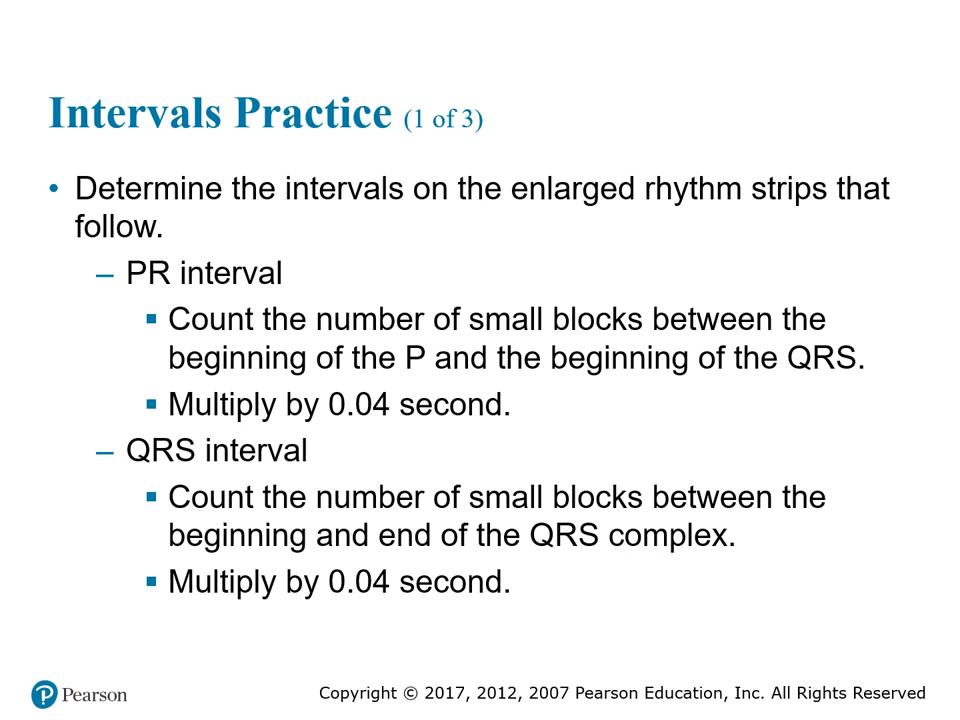 Intervals Practice (1 of 3)
• Determine the intervals on the enlarged rhythm strips that
follow.
– PR interval
▪ Count the number of small blocks between the
beginning of the P and the beginning of the QRS.
▪ Multiply by 0.04 second.
– QRS interval
▪ Count the number of small blocks between the
beginning and end of the QRS complex.
▪ Multiply by 0.04 second.
P Pearson
Copyright © 2017, 2012, 2007 Pearson Education, Inc. All Rights Reserved